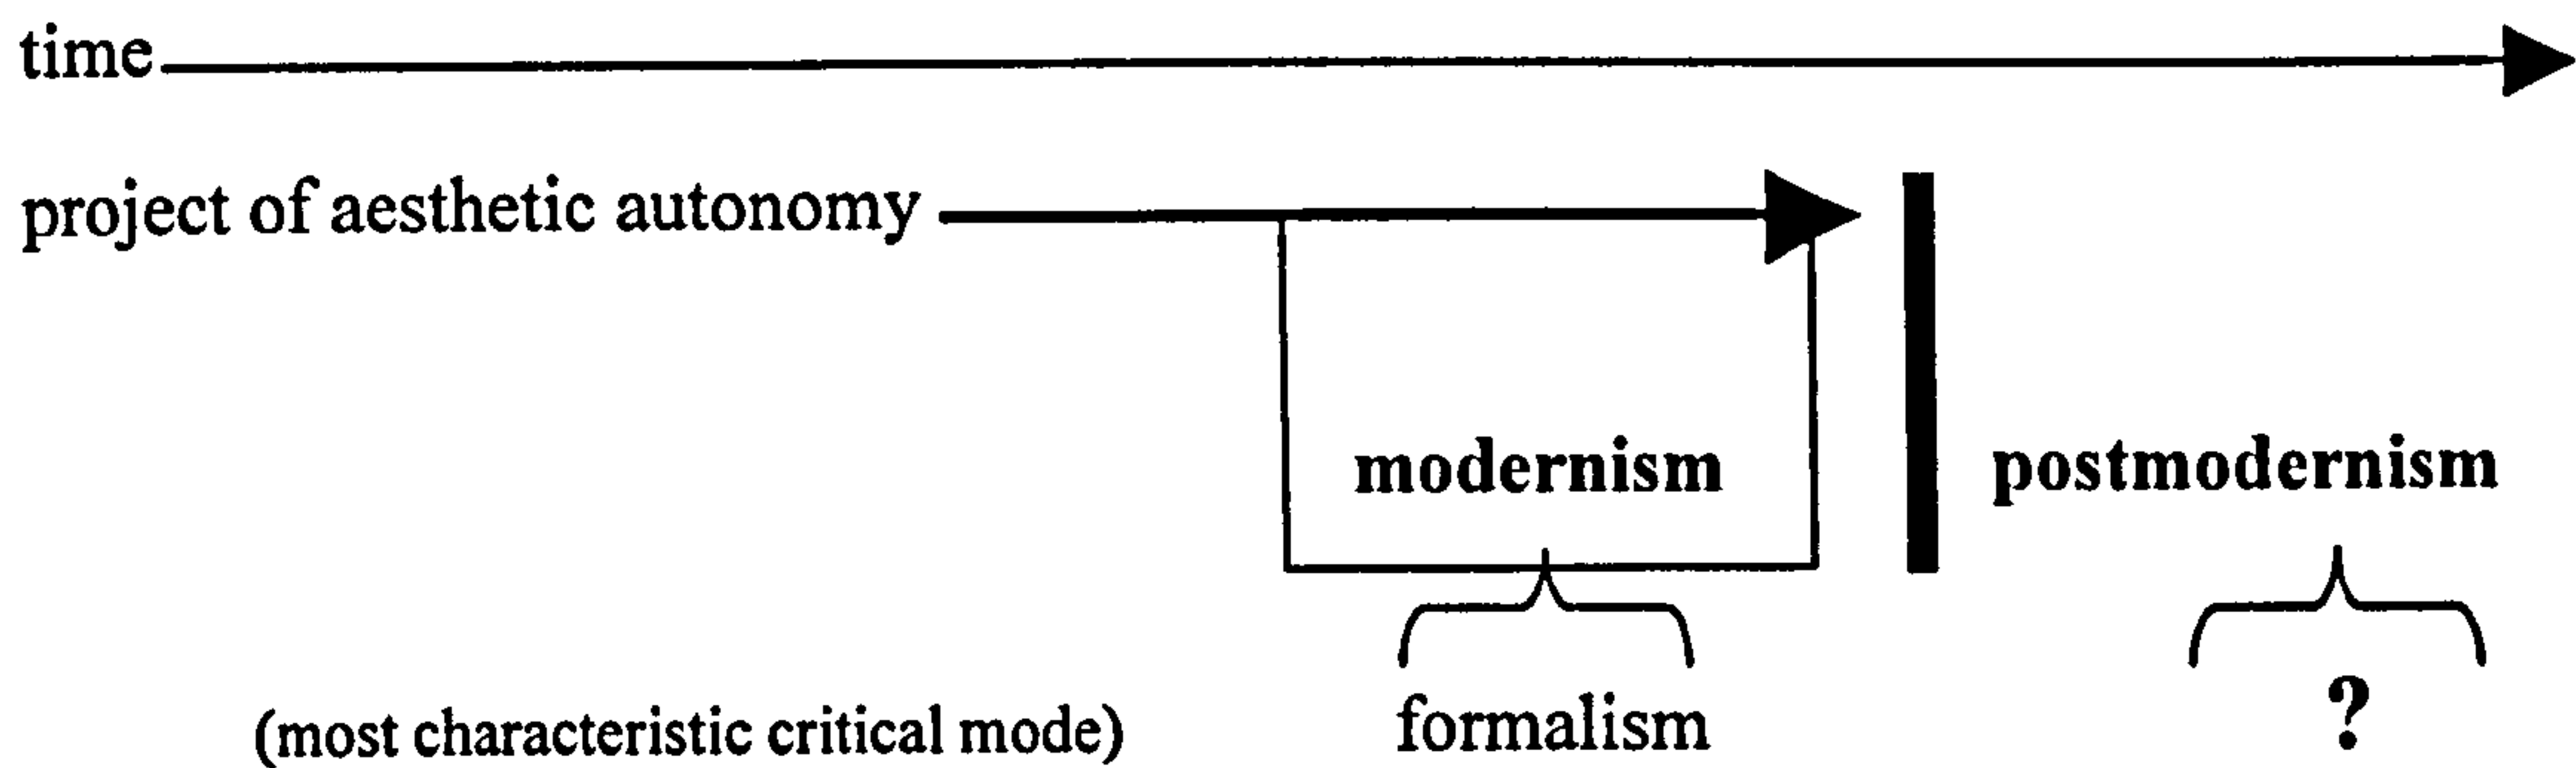 time
project of aesthetic autonomy
modernism postmodernism
(most characteristic critical mode) formalism ?